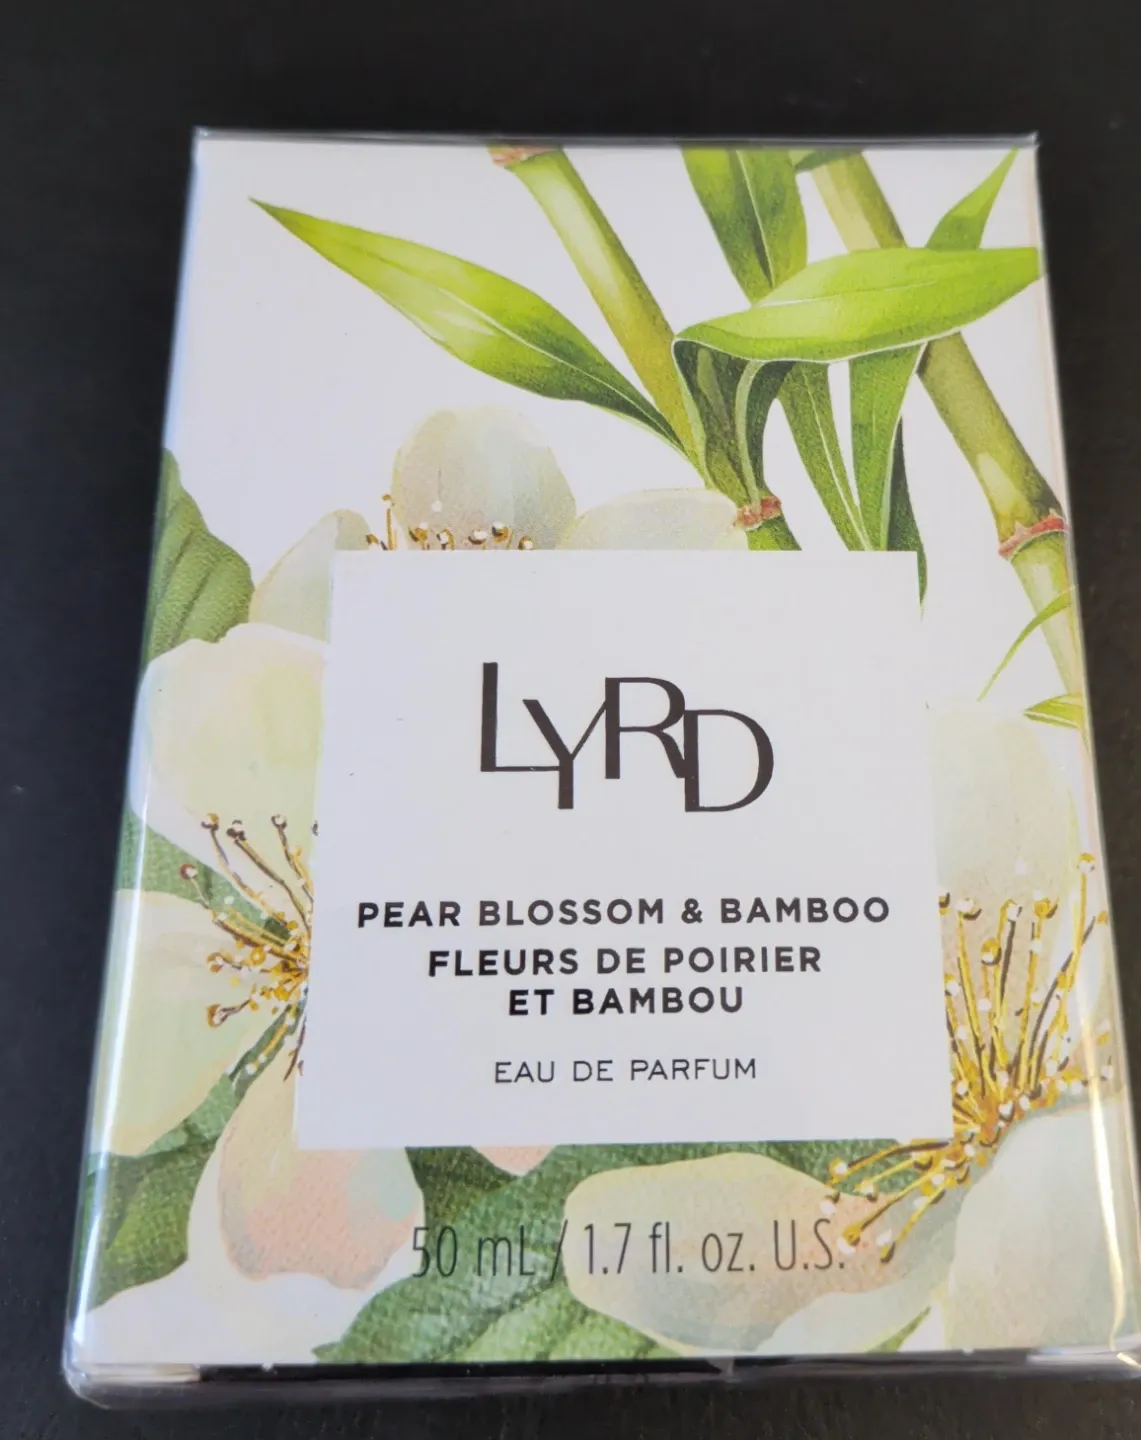 LYRD
PEAR BLOSSOM & BAMBOO
FLEURS DE POIRIER
ET BAMBOU
EAU DE PARFUM
50 mL / 1.7 fl. oz. U.S.